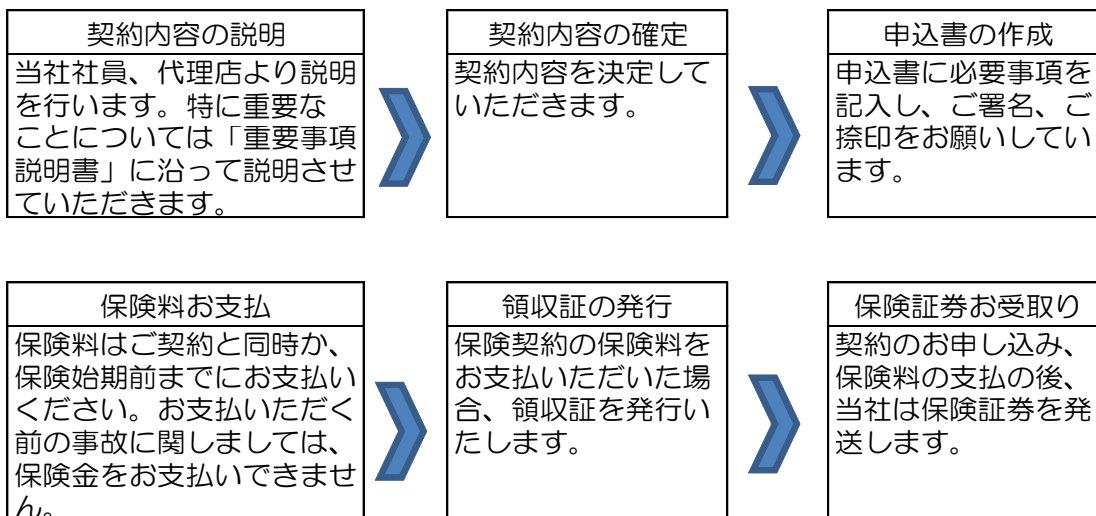 契約内容の説明
当社社員、代理店より説明
を行います。特に重要な
ことについては「重要事項
説明書」に沿って説明させ
ていただきます。
契約内容の確定
契約内容を決定して
いただきます。
申込書の作成
申込書に必要事項を
記入し、ご署名、ご
捺印をお願いしてい
ます。
保険料お支払
保険料はご契約と同時か、
保険始期前までにお支払い
ください。お支払いただく
前の事故に関しましては、
保険金をお支払いできませ
ん。
領収証の発行
保険契約の保険料を
お支払いただいた場
合、領収証を発行い
たします。
保険証券お受取り
契約のお申し込み、
保険料の支払の後、
当社は保険証券を発
送します。